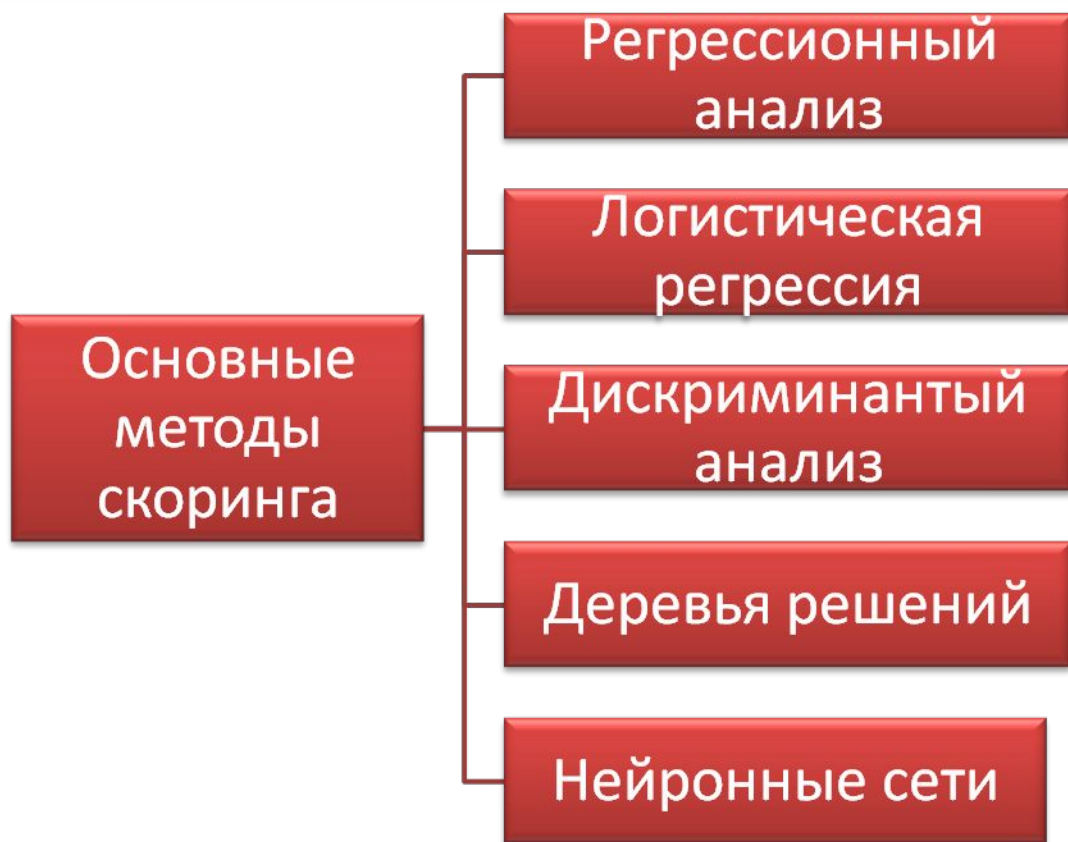 Регрессионный
анализ
Логистическая
регрессия
Основные
методы
скоринга
Дискриминантый
анализ
Деревья решений
Нейронные сети